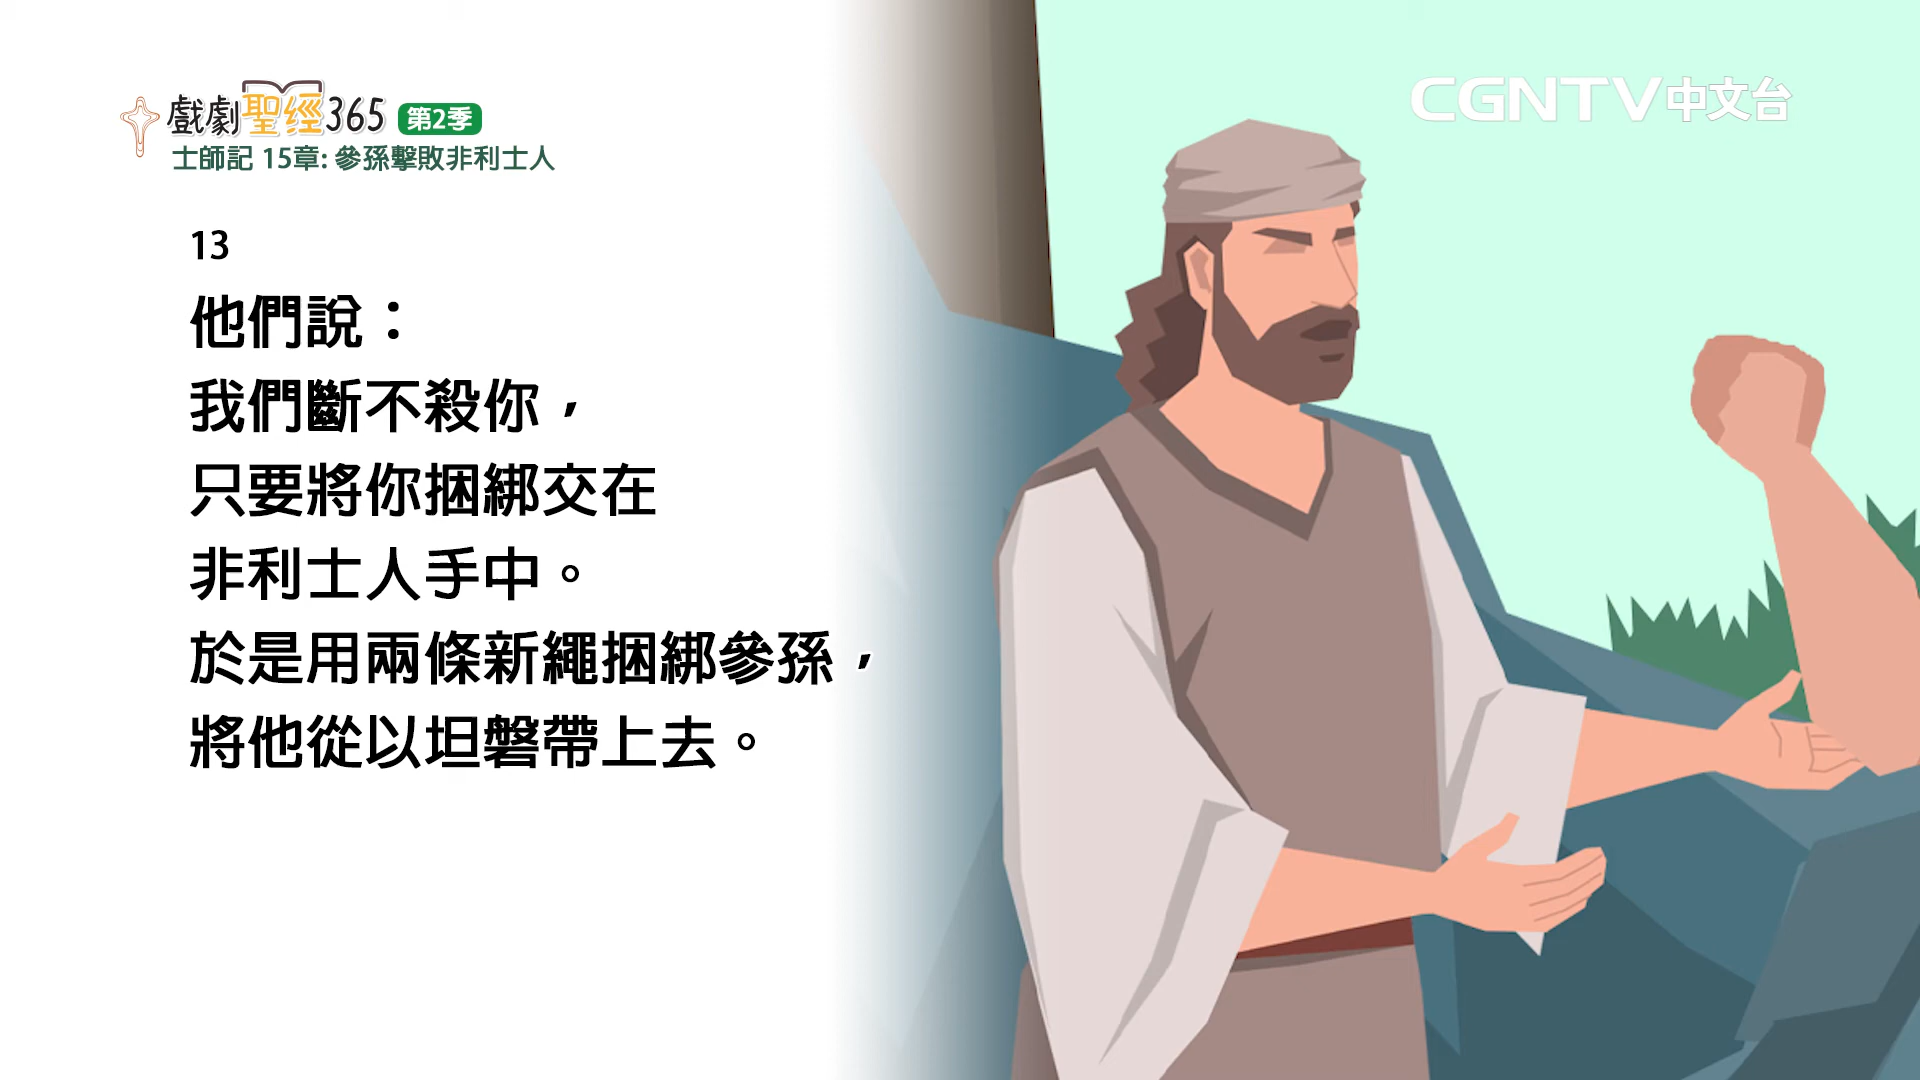 戲劇聖經365 第2季
CGNTV中文台
士師記 15章: 參孫擊敗非利士人
13
他們說：
我們斷不殺你，
只要將你捆綁交在
非利士人手中。
於是用兩條新繩捆綁參孫，
將他從以坦磐帶上去。